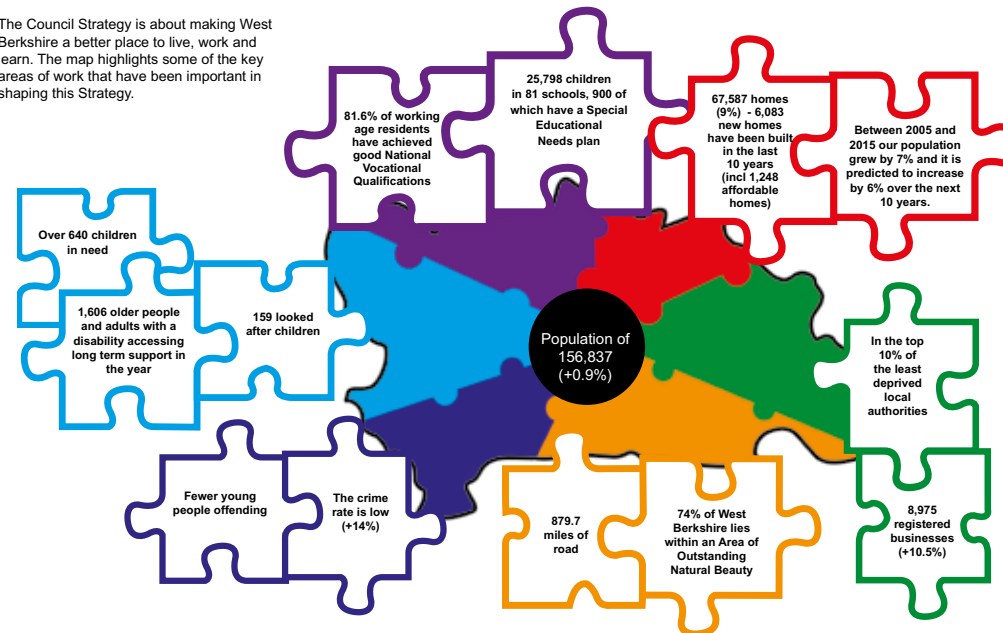 The Council Strategy is about making West
Berkshire a better place to live, work and
learn. The map highlights some of the key
areas of work that have been important in
shaping this Strategy.
81.6% of working
age residents
have achieved
good National
Vocational
Qualifications
25,798 children
in 81 schools, 900 of
which have a Special
Educational
Needs plan
67,587 homes
(9%) - 6,083
new homes
have been built
in the last
10 years
(incl 1,248
affordable
homes)
Between 2005 and
2015 our population
grew by 7% and it is
predicted to increase
by 6% over the next
10 years.
Over 640 children
in need
1,606 older people
and adults with a
disability accessing
long term support in
the year
159 looked
after children
Population of
156,837
(+0.9%)
In the top
10% of
the least
deprived
local
authorities
Fewer young
people offending
The crime
rate is low
(+14%)
879.7
miles of
road
74% of West
Berkshire lies
within an Area of
Outstanding
Natural Beauty
8,975
registered
businesses
(+10.5%)